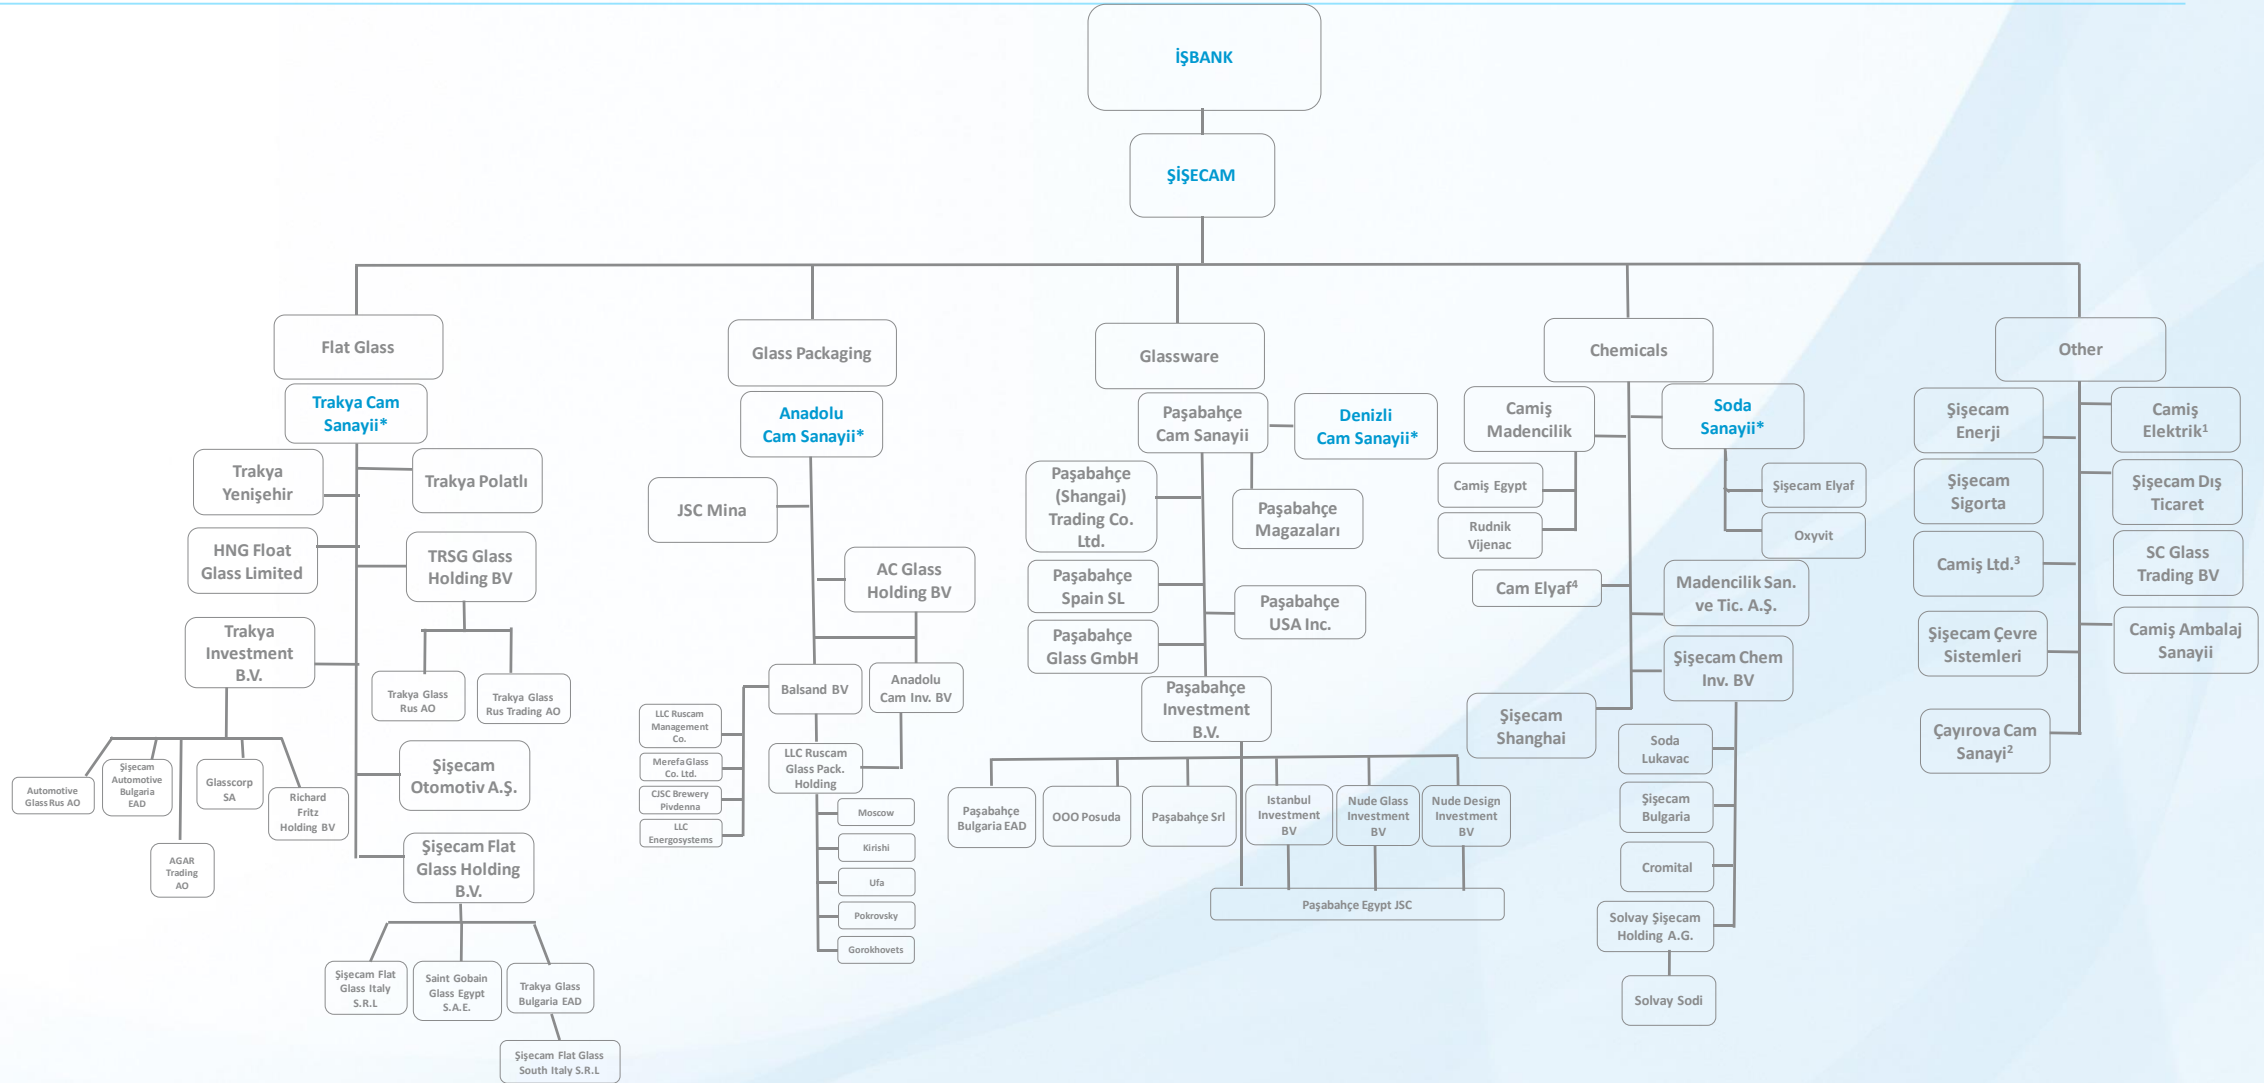 İŞBANK
ŞİŞECAM
Flat Glass
Trakya Cam
Sanayii*
Trakya
Yenişehir
Trakya Polatlı
HNG Float
Glass Limited
TRSG Glass
Holding BV
Trakya
Investment
B.V.
Trakya Glass
Rus AO
Trakya Glass
Rus Trading AO
Automotive
Glass Rus AO
Şişecam
Automotive
Bulgaria
EAD
AGAR
Trading
AO
Glasscorp
SA
Richard
Fritz
Holding BV
Şişecam
Otomotiv A.Ş.
Şişecam Flat
Glass Holding
B.V.
Şişecam Flat
Glass Italy
S.R.L
Saint Gobain
Glass Egypt
S.A.E.
Trakya Glass
Bulgaria EAD
Şişecam Flat Glass
South Italy S.R.L
Glass Packaging
Anadolu
Cam Sanayii*
JSC Mina
AC Glass
Holding BV
Balsand BV
Anadolu
Cam Inv. BV
LLC Ruscam
Management
Co.
Merefa Glass
Co. Ltd.
CJSC Brewery
Pivdenna
LLC
Energosystems
LLC Ruscam
Glass Pack.
Holding
Moscow
Kirishi
Ufa
Pokrovsky
Gorokhovets
Glassware
Paşabahçe
Cam Sanayii
Denizli
Cam Sanayii*
Paşabahçe
(Shangai)
Trading Co.
Ltd.
Paşabahçe
Magazaları
Paşabahçe
Spain SL
Paşabahçe
USA Inc.
Paşabahçe
Glass GmbH
Paşabahçe
Investment
B.V.
Paşabahçe
Bulgaria EAD
OOO Posuda
Paşabahçe Srl
Istanbul
Investment
BV
Nude Glass
Investment
BV
Nude Design
Investment
BV
Paşabahçe Egypt JSC
Chemicals
Camiş
Madencilik
Soda
Sanayii*
Camiş Egypt
Rudnik
Vijenac
Şişecam Elyaf
Oxyvit
Cam Elyaf⁴
Madencilik San.
ve Tic. A.Ş.
Şişecam Chem
Inv. BV
Şişecam
Shanghai
Soda
Lukavac
Şişecam
Bulgaria
Cromital
Solvay Şişecam
Holding A.G.
Solvay Sodi
Other
Şişecam
Enerji
Camiş
Elektrik¹
Şişecam
Sigorta
Şişecam Dış
Ticaret
Camiş Ltd.³
SC Glass
Trading BV
Şişecam Çevre
Sistemleri
Camiş Ambalaj
Sanayii
Çayırova Cam
Sanayi²